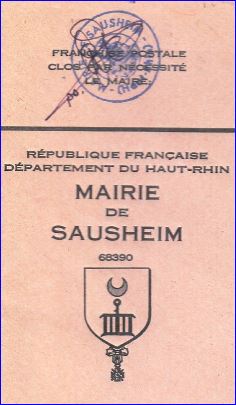 FRANCHISE POSTALE
CLOS PAR NÉCESSITÉ
LE MAIRE,
RÉPUBLIQUE FRANÇAISE
DÉPARTEMENT DU HAUT-RHIN
MAIRIE
DE
SAUSHEIM
68390